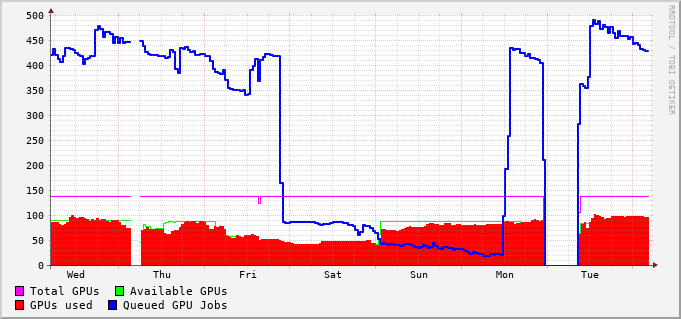 500
450
400
350
300
250
200
150
100
50
0
Wed Thu Fri Sat Sun Mon Tue
Total GPUs Available GPUs
GPUs used Queued GPU Jobs
RRDTOOL / TOBI OETIKER